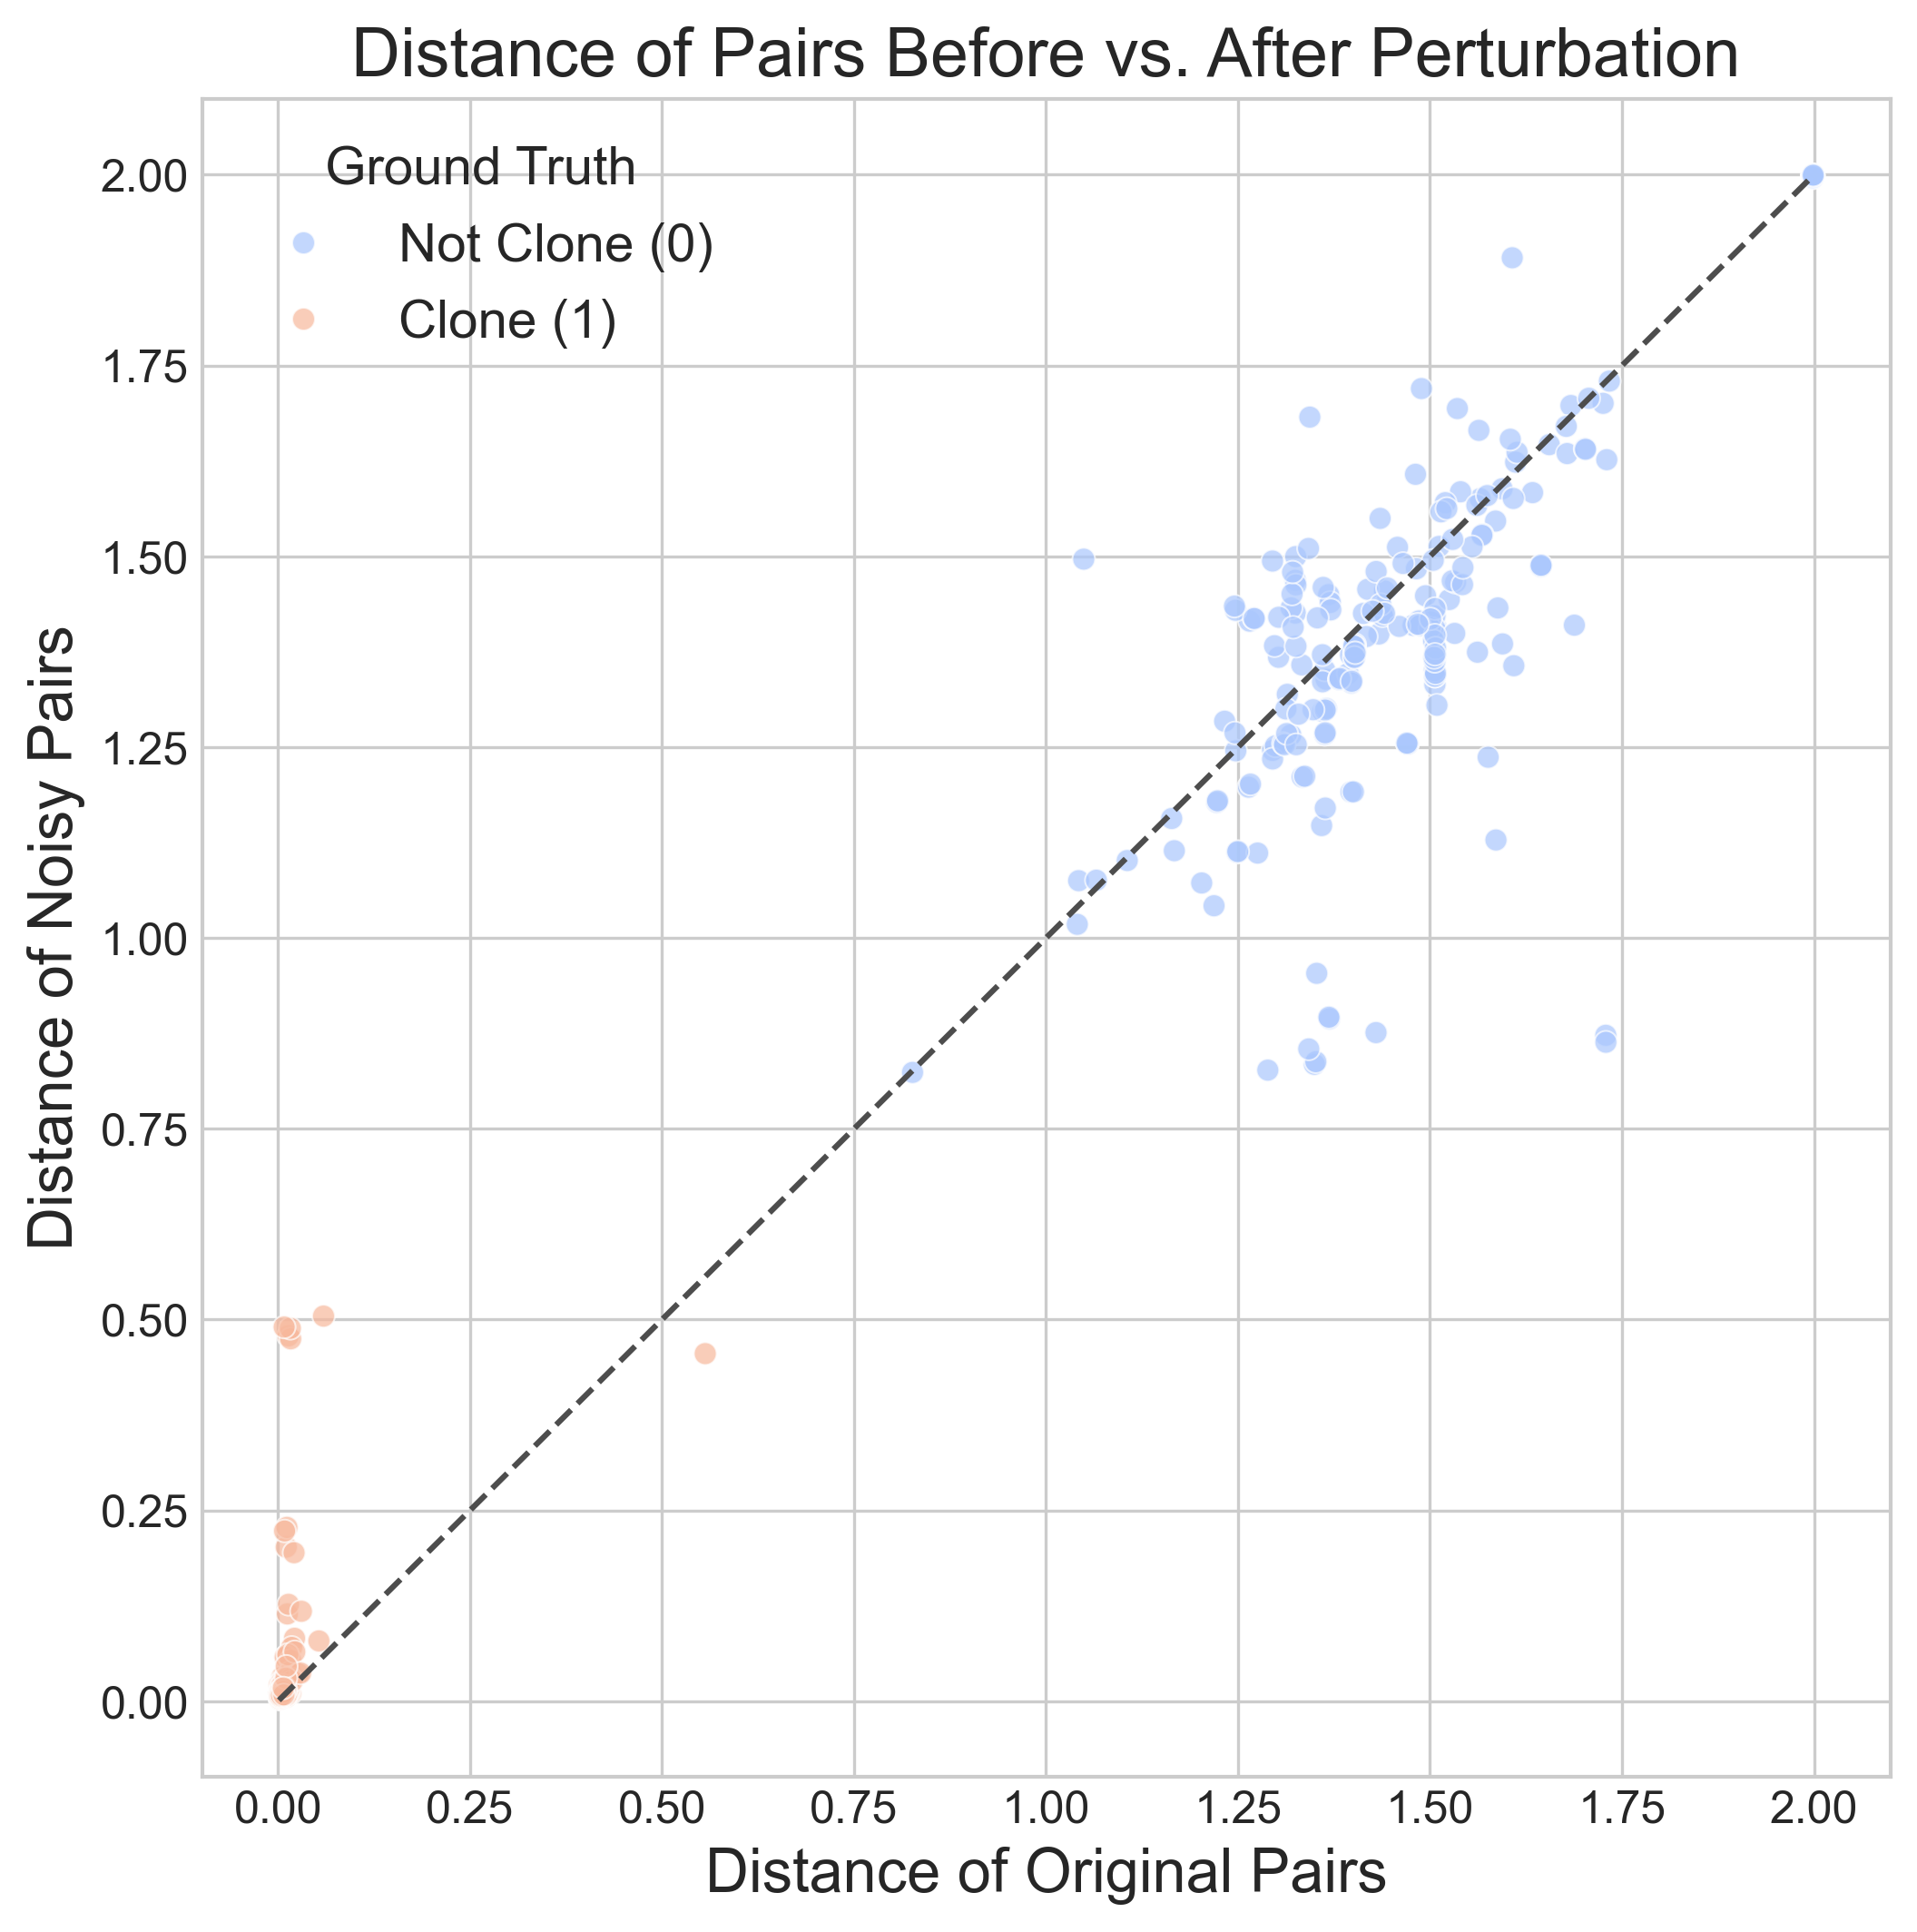 Distance of Pairs Before vs. After Perturbation
Ground Truth
Not Clone (0)
Clone (1)
2.00
1.75
1.50
1.25
1.00
0.75
0.50
0.25
0.00
Distance of Noisy Pairs
0.00 0.25 0.50 0.75 1.00 1.25 1.50 1.75 2.00
Distance of Original Pairs